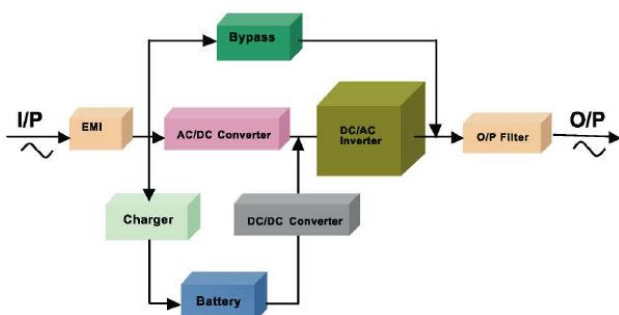 Bypass
I/P
EMI
AC/DC Converter
DC/AC
Inverter
O/P Filter
O/P
Charger
DC/DC Converter
Battery